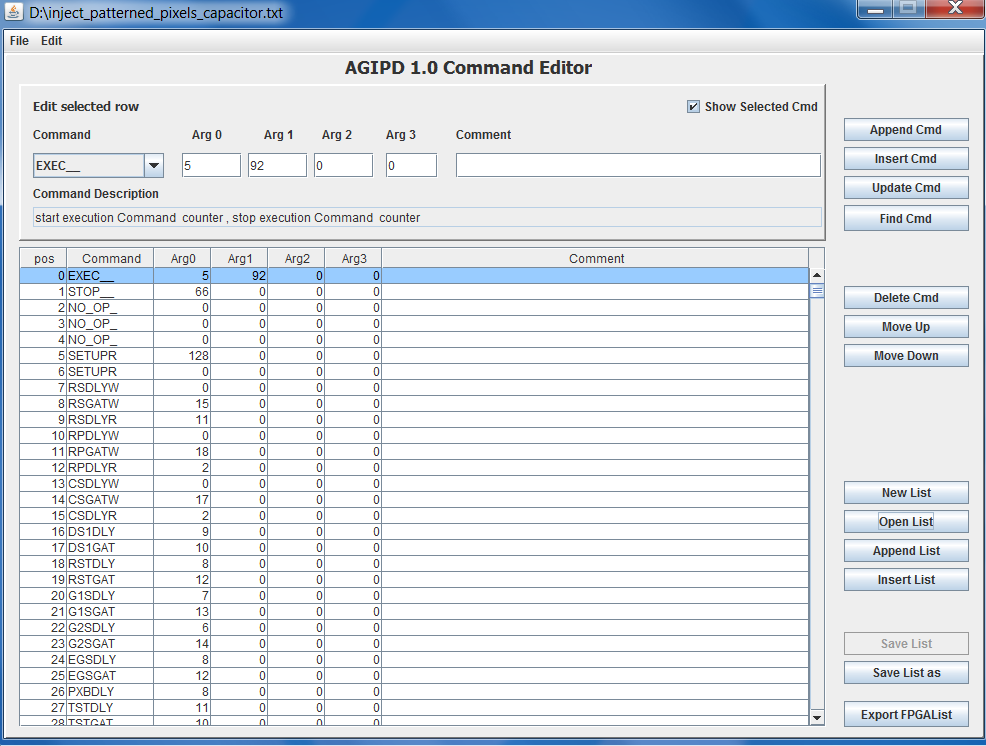 D:\inject_patterned_pixels_capacitor.txt
File Edit
AGIPD 1.0 Command Editor
Edit selected row
Show Selected Cmd
Command Arg 0 Arg 1 Arg 2 Arg 3 Comment
EXEC__ 5 92 0 0
Command Description
start execution Command counter , stop execution Command counter
Append Cmd
Insert Cmd
Update Cmd
Find Cmd
Delete Cmd
Move Up
Move Down
New List
Open List
Append List
Insert List
Save List
Save List as
Export FPGAList
pos Command Arg0 Arg1 Arg2 Arg3 Comment
0 EXEC__ 5 92 0 0
1 STOP__ 66 0 0 0
2 NO_OP_ 0 0 0 0
3 NO_OP_ 0 0 0 0
4 NO_OP_ 0 0 0 0
5 SETUPR 128 0 0 0
6 SETUPR 0 0 0 0
7 RSDLYW 0 0 0 0
8 RSGATW 15 0 0 0
9 RSDLYR 11 0 0 0
10 RPDLYW 0 0 0 0
11 RPGATW 18 0 0 0
12 RPDLYR 2 0 0 0
13 CSDLYW 0 0 0 0
14 CSGATW 17 0 0 0
15 CSDLYR 2 0 0 0
16 DS1DLY 9 0 0 0
17 DS1GAT 10 0 0 0
18 RSTDLY 8 0 0 0
19 RSTGAT 12 0 0 0
20 G1SDLY 7 0 0 0
21 G1SGAT 13 0 0 0
22 G2SDLY 6 0 0 0
23 G2SGAT 14 0 0 0
24 EGSDLY 8 0 0 0
25 EGSGAT 12 0 0 0
26 PXBDLY 8 0 0 0
27 TSTDLY 11 0 0 0
28 TSTGAT 10 0 0 0